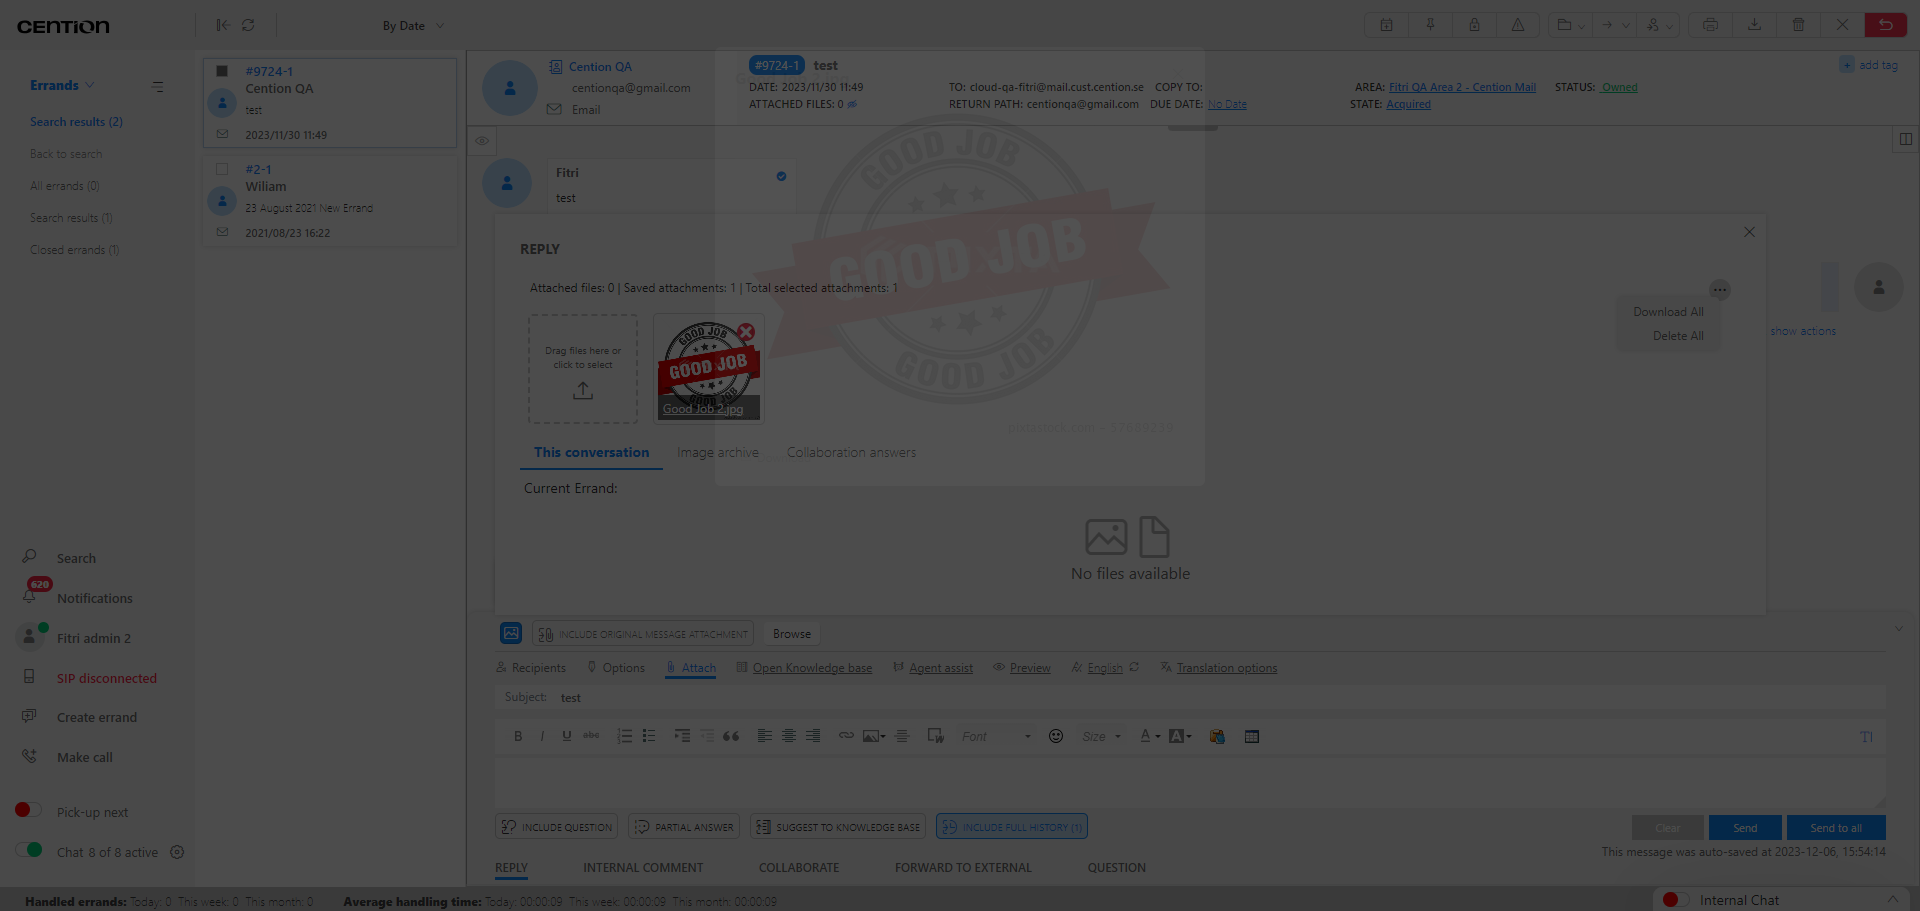 CENTION
By Date
Errands
Search results (2)
Back to search
All errands (0)
Search results (1)
Closed errands (1)
#9724-1
Cention QA
test
2023/11/30 11:49
#2-1
Wiliam
23 August 2021 New Errand
2021/08/23 16:22
Cention QA
centionqa@gmail.com
Email
#9724-1 test
DATE: 2023/11/30 11:49
ATTACHED FILES: 0
TO: cloud-qa-fitri@mail.cust.cention.se COPY TO:
RETURN PATH: centionqa@gmail.com DUE DATE: No Date
AREA: Fitri QA Area 2 - Cention Mail STATUS: Owned
STATE: Acquired
+ add tag
Fitri
test
GOOD JOB
GOOD JOB
GOOD JOB
REPLY
Attached files: 0 | Saved attachments: 1 | Total selected attachments: 1
Download All
Delete All
show actions
Drag files here or
click to select
GOOD JOB
GOOD JOB
GOOD JOB
Good Job 2.jpg
pixtastock.com - 57689239
This conversation
Image archive
Collaboration answers
Current Errand:
No files available
Search
620
Notifications
Fitri admin 2
SIP disconnected
Create errand
Make call
Pick-up next
Chat 8 of 8 active
INCLUDE ORIGINAL MESSAGE ATTACHMENT
Browse
Recipients
Options
Attach
Open Knowledge base
Agent assist
Preview
English
Translation options
Subject: test
B I U abc
Font
Size
A
A
TI
INCLUDE QUESTION
PARTIAL ANSWER
SUGGEST TO KNOWLEDGE BASE
INCLUDE FULL HISTORY (1)
Clear
Send
Send to all
This message was auto-saved at 2023-12-06, 15:54:14
REPLY
INTERNAL COMMENT
COLLABORATE
FORWARD TO EXTERNAL
QUESTION
Handled errands: Today: 0 This week: 0 This month: 0
Average handling time: Today: 00:00:09 This week: 00:00:09 This month: 00:00:09
Internal Chat